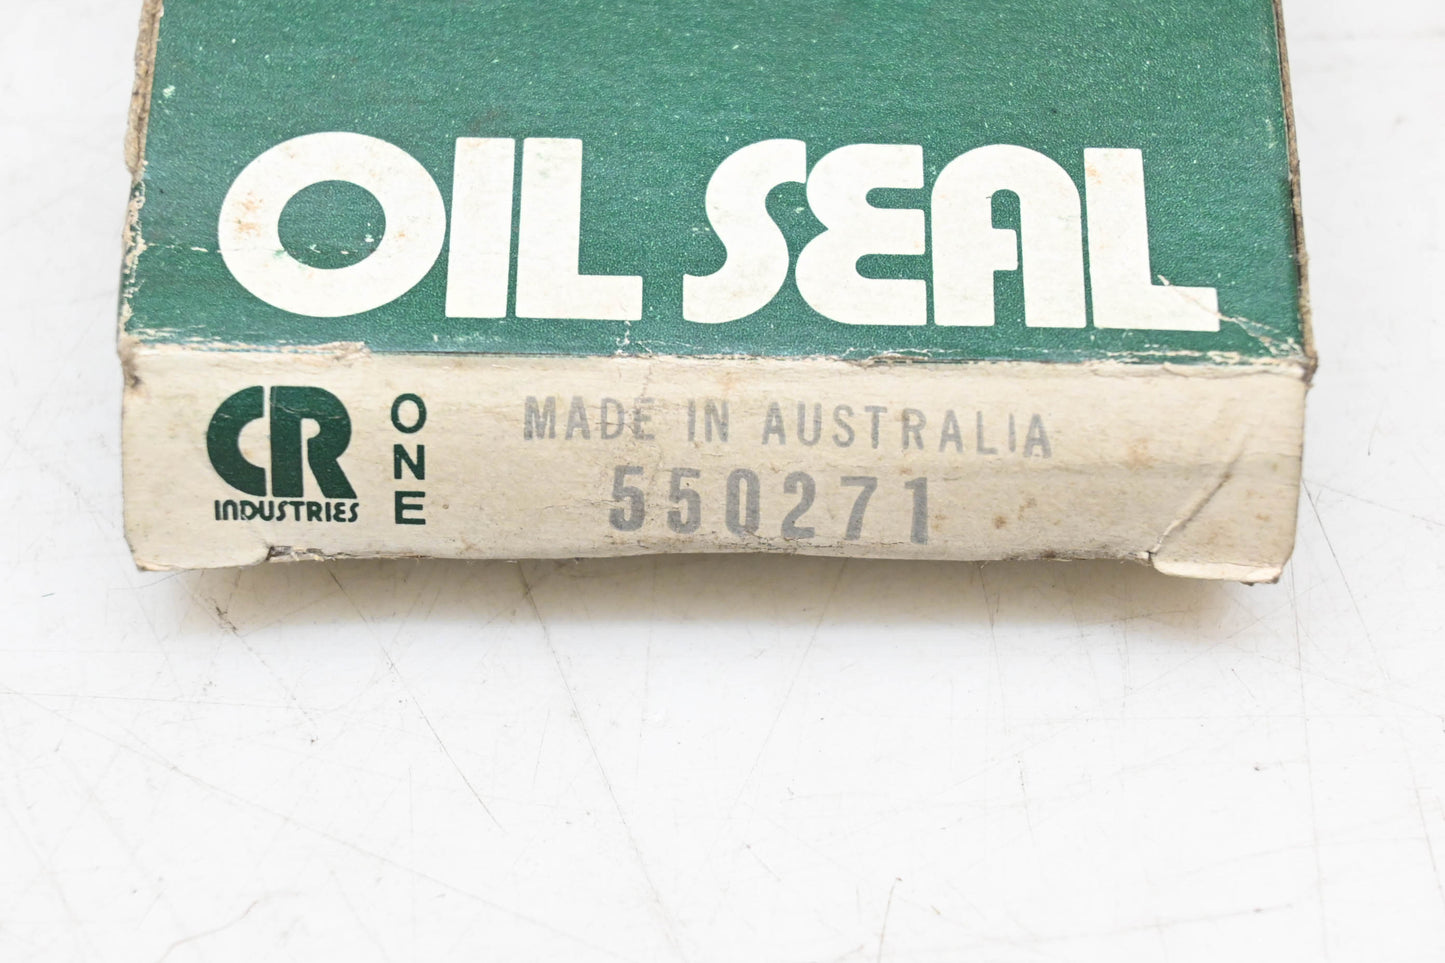 OIL SEAL
CR
INDUSTRIES
ONE
MADE IN AUSTRALIA
550271